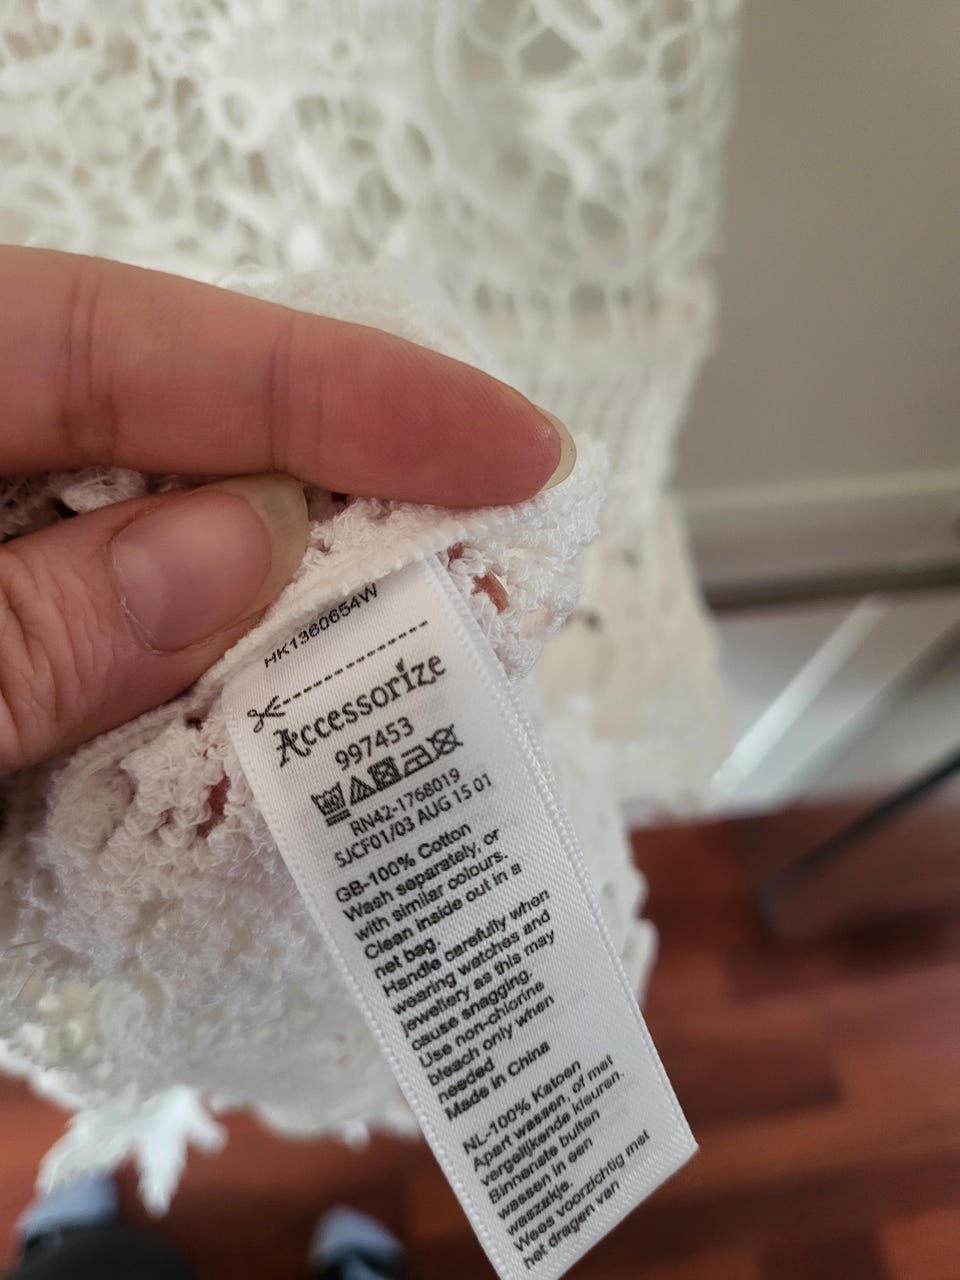 HK1360654W
Accessorize
997453
RN42-1768019
SJCF01/03 AUG 15 01
GB-100% Cotton
Wash separately, or
with similar colours.
Clean inside out in a
net bag.
Handle carefully when
wearing watches and
jewellery as this may
cause snagging.
Use non-chlorine
bleach only when
needed
Made in China
NL-100% Katoen
Apart wassen, of met
vergelijkende kleuren.
Binnenste buiten
wassen in een
waszakje.
Wees voorzichtig met
het dragen van